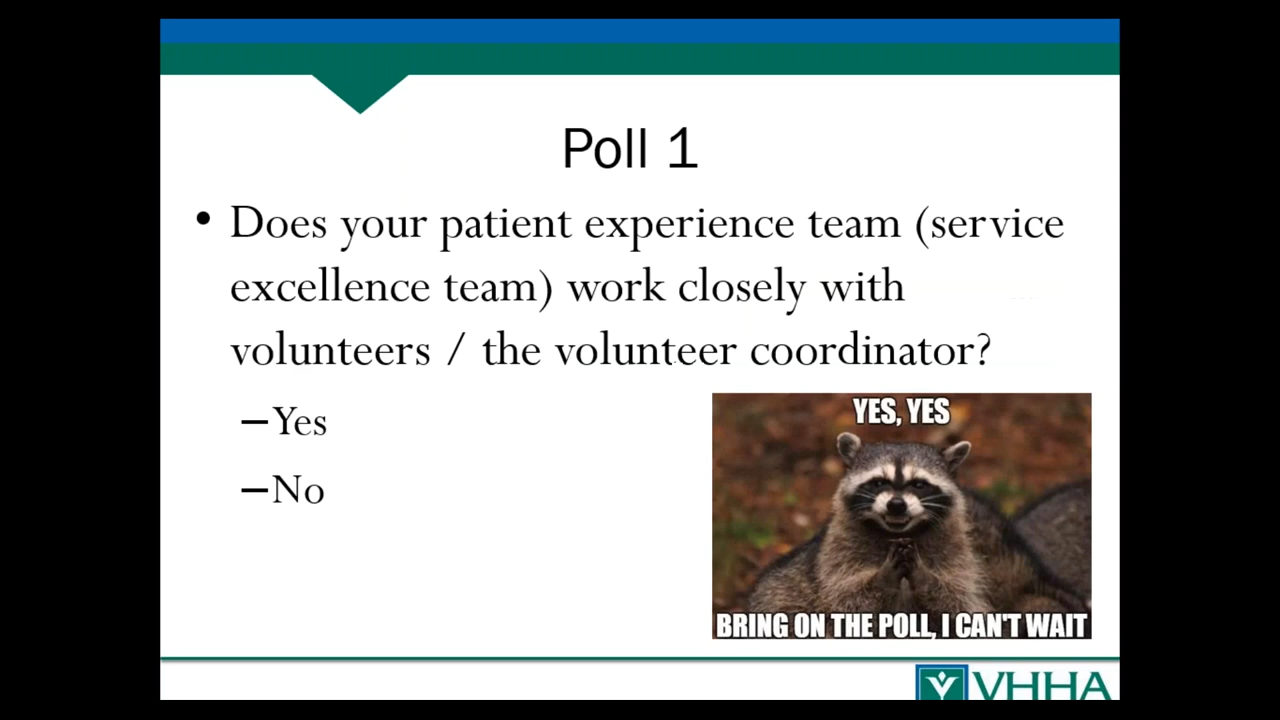 Poll 1
• Does your patient experience team (service
excellence team) work closely with
volunteers / the volunteer coordinator?
–Yes
–No
YES, YES
BRING ON THE POLL, I CAN'T WAIT
VHHA